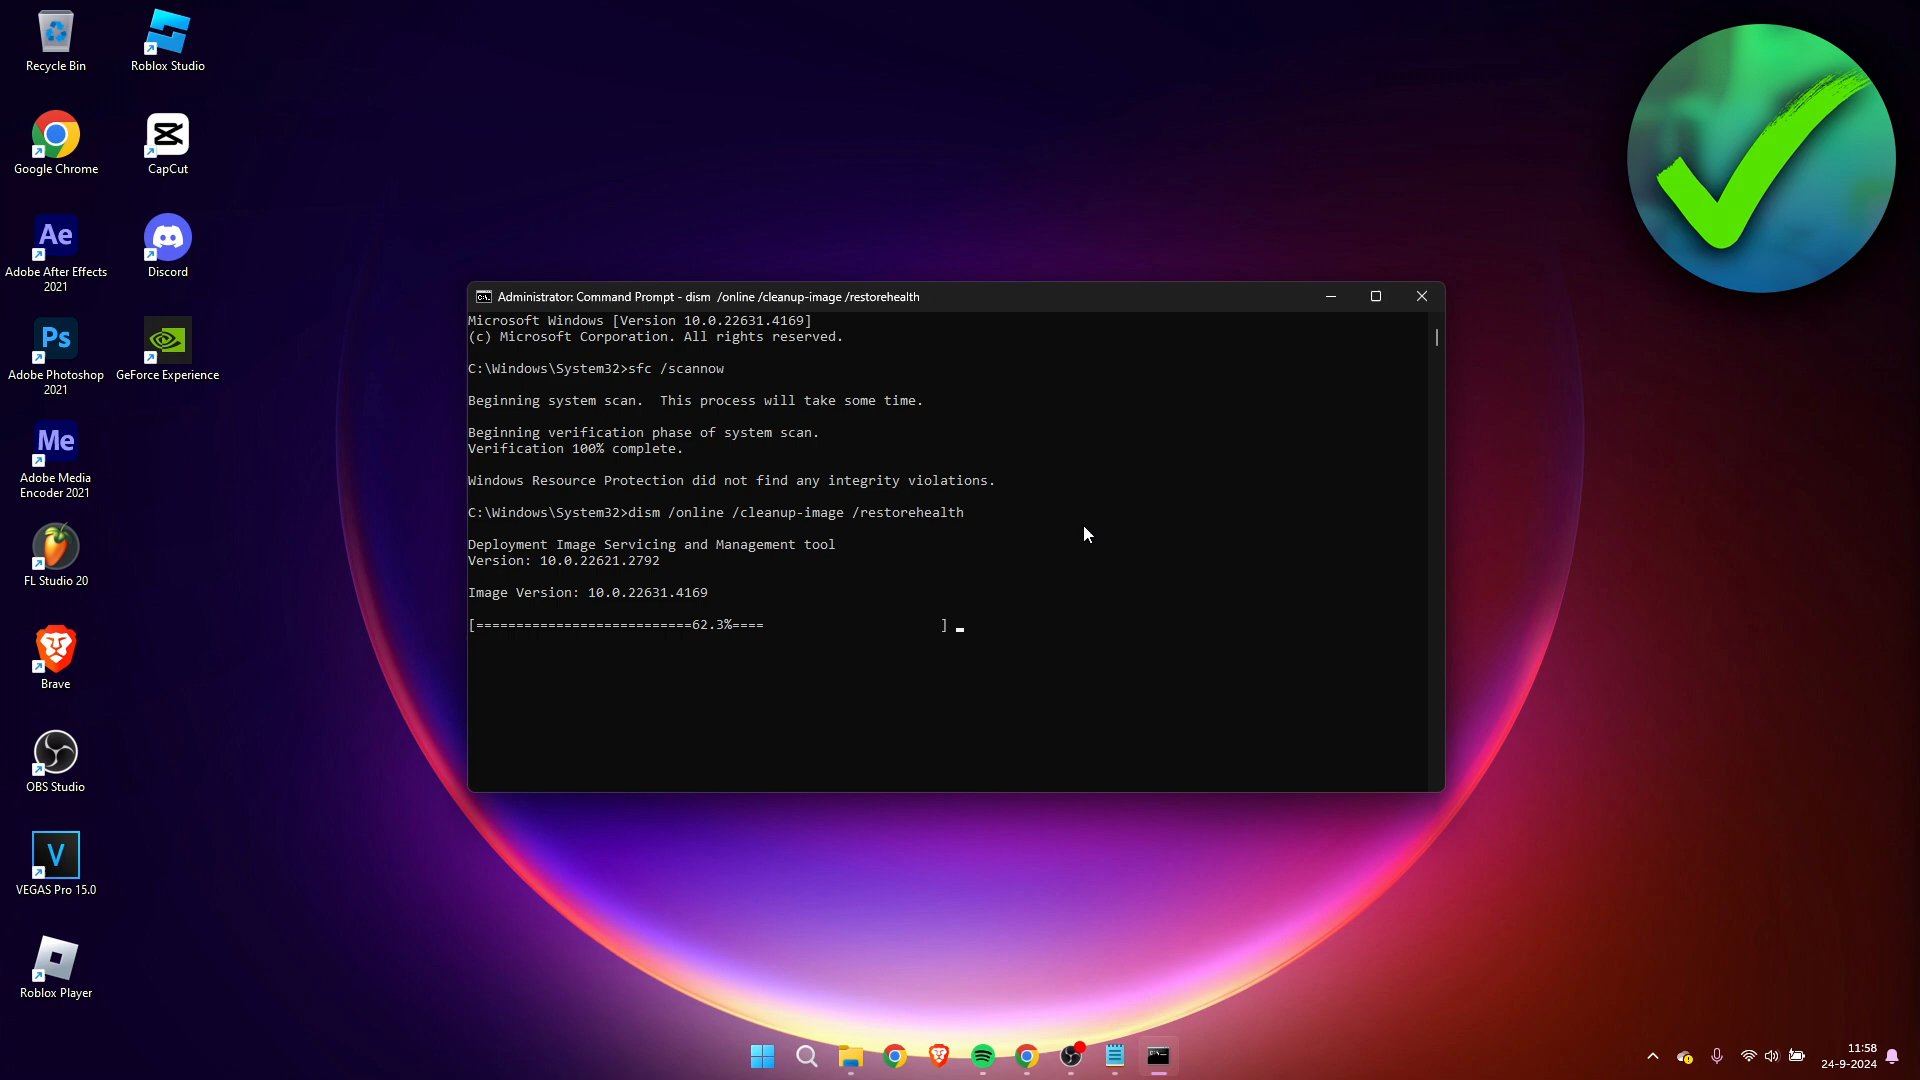 Recycle Bin
Roblox Studio
Google Chrome
CapCut
Ae
Adobe After Effects
2021
Discord
Ps
Adobe Photoshop
2021
GeForce Experience
Me
Adobe Media
Encoder 2021
FL Studio 20
Brave
OBS Studio
V
VEGAS Pro 15.0
Roblox Player
Administrator: Command Prompt - dism  /online /cleanup-image /restorehealth
Microsoft Windows [Version 10.0.22631.4169]
(c) Microsoft Corporation. All rights reserved.
C:\Windows\System32>sfc /scannow
Beginning system scan.  This process will take some time.
Beginning verification phase of system scan.
Verification 100% complete.
Windows Resource Protection did not find any integrity violations.
C:\Windows\System32>dism /online /cleanup-image /restorehealth
Deployment Image Servicing and Management tool
Version: 10.0.22621.2792
Image Version: 10.0.22631.4169
[===========================62.3%====                      ]
11:58
24-9-2024